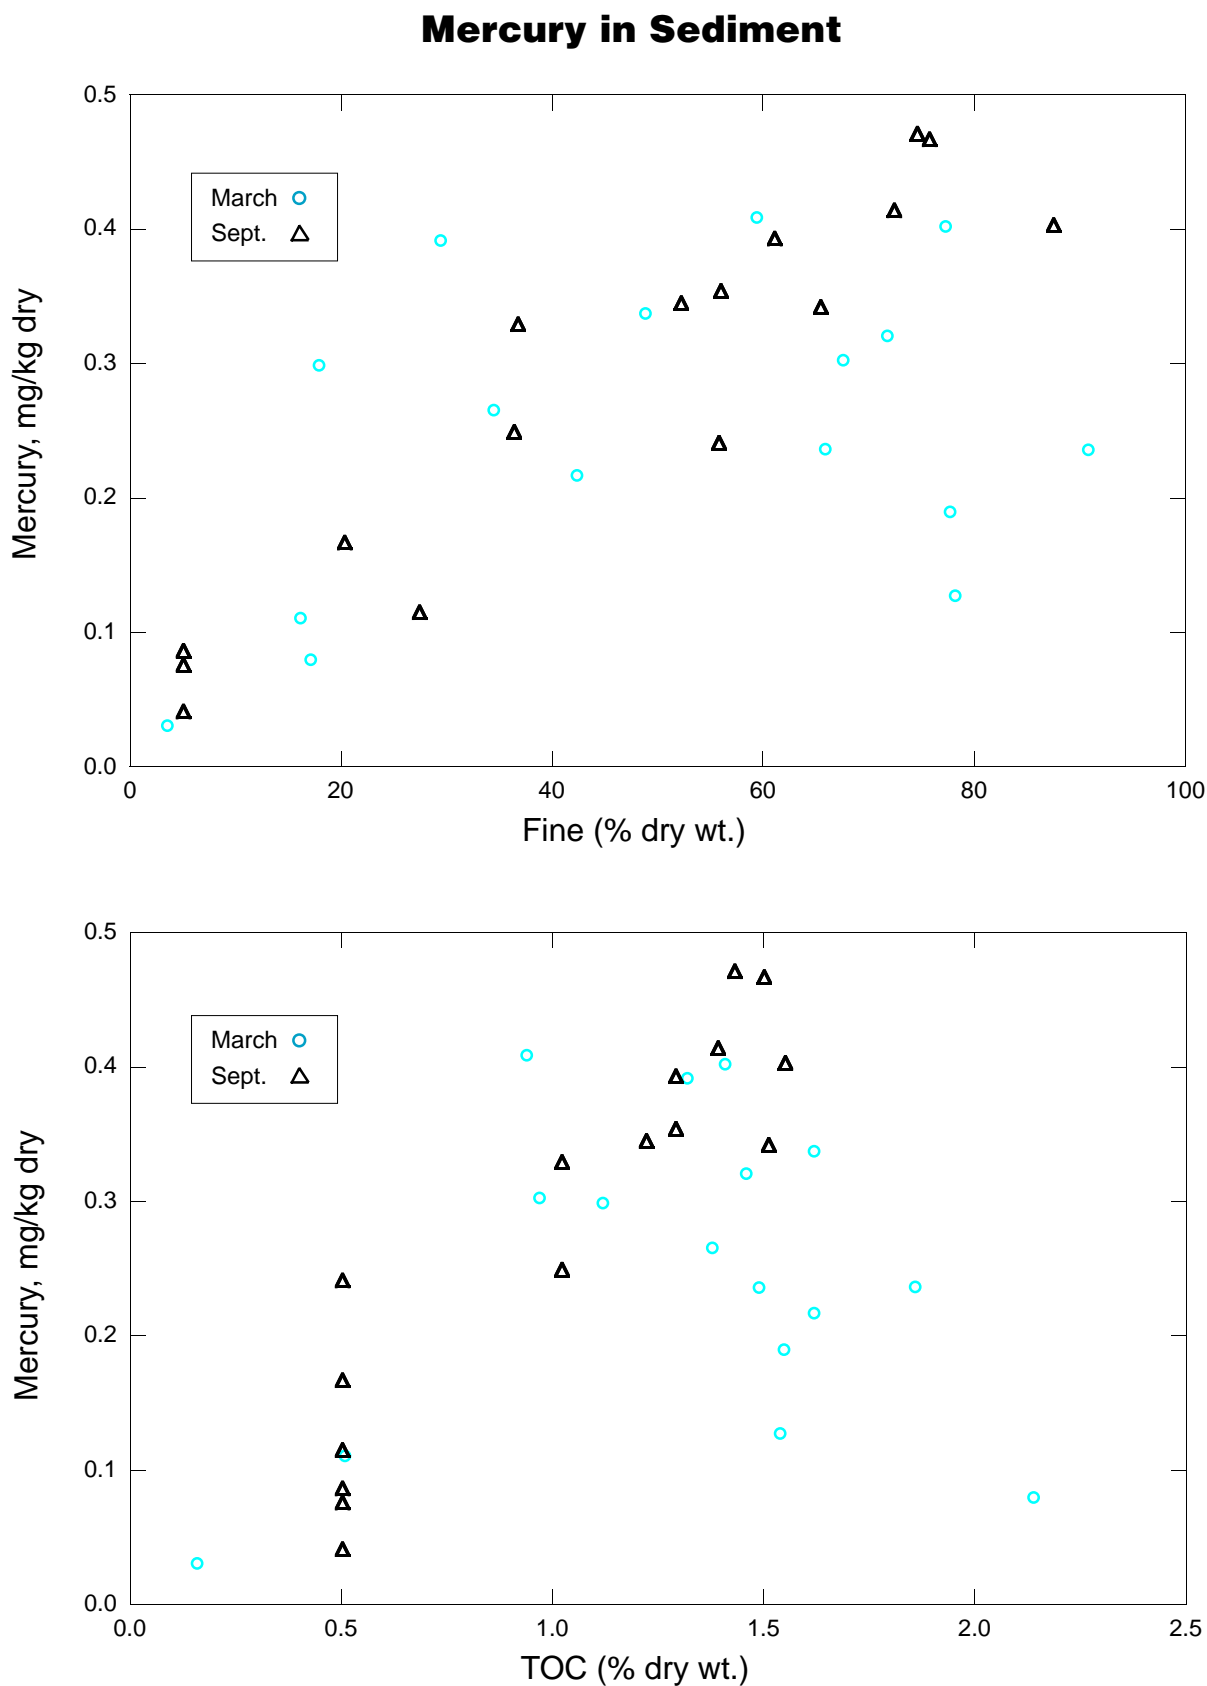 Mercury in Sediment
0.5
0.4
0.3
0.2
0.1
0.0
Mercury, mg/kg dry
March
Sept.
0 20 40 60 80 100
Fine (% dry wt.)
0.5
0.4
0.3
0.2
0.1
0.0
Mercury, mg/kg dry
March
Sept.
0.0 0.5 1.0 1.5 2.0 2.5
TOC (% dry wt.)